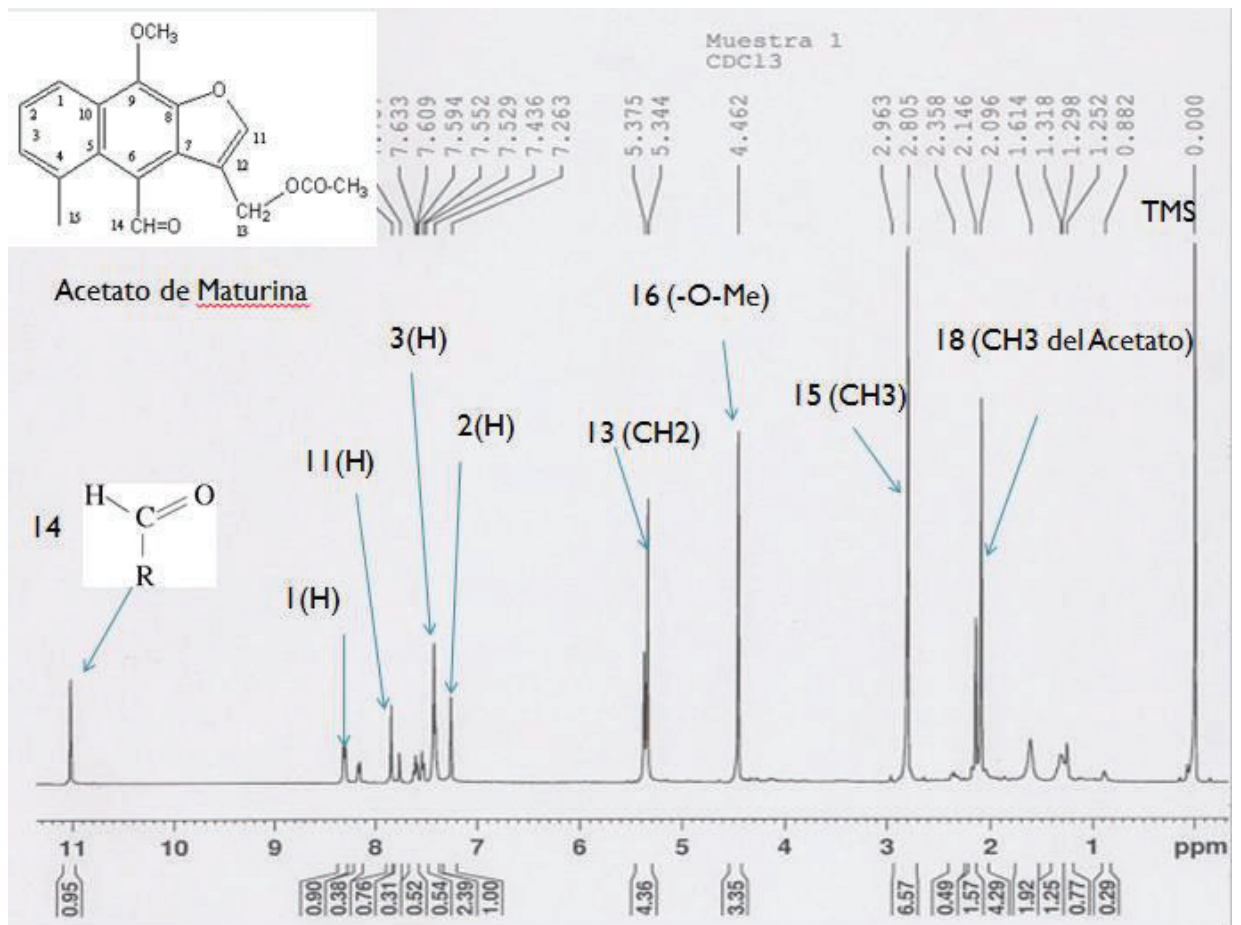 OCH₃
O
1
2
3
4
5
6
7
8
9
10
11
12
OCO-CH₃
CH₂
13
14 CH=O
15
Muestra 1
CDCl3
7.633
7.609
7.594
7.552
7.529
7.436
7.263
5.375
5.344
4.462
2.963
2.805
2.358
2.146
2.096
1.614
1.318
1.298
1.252
0.882
0.000
TMS
Acetato de Maturina
16 (-O-Me)
3(H)
18 (CH3 del Acetato)
15 (CH3)
2(H)
13 (CH2)
11(H)
H C O
14
R
1(H)
11 10 9 8 7 6 5 4 3 2 1 ppm
0.95
0.90
0.38
0.76
0.31
0.52
0.54
2.39
1.00
4.36
3.35
6.57
0.49
1.57
4.29
1.92
1.25
0.77
0.29